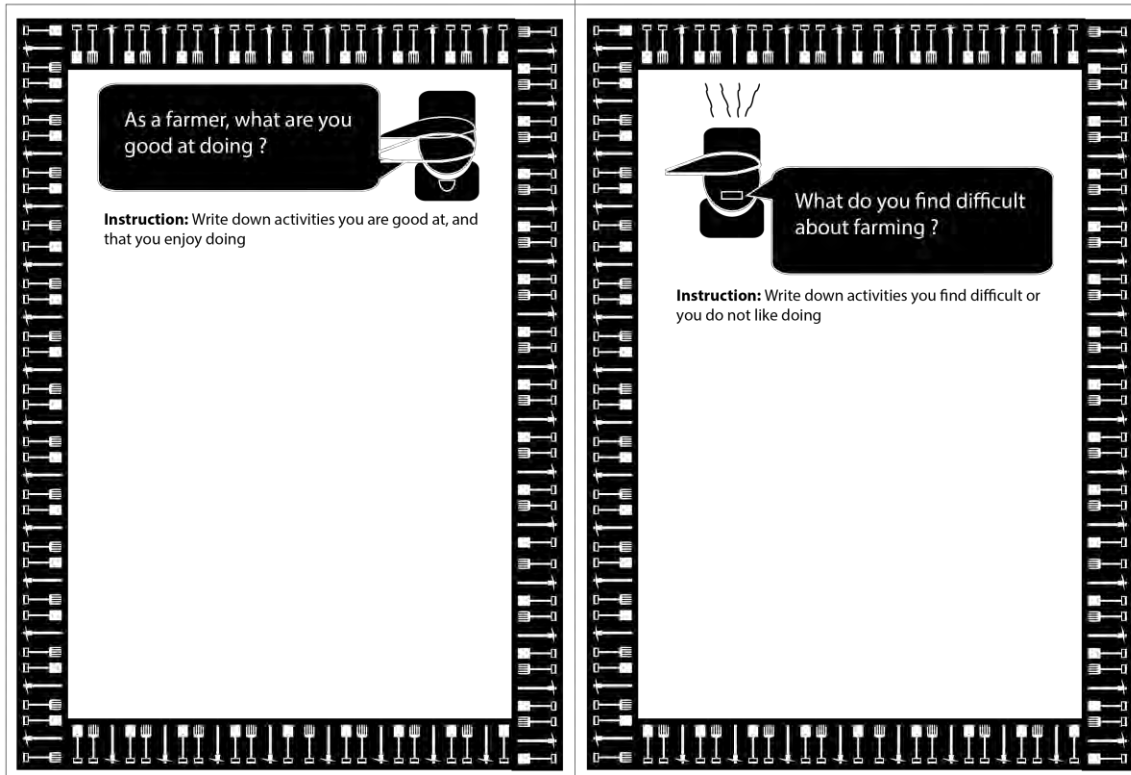 As a farmer, what are you
good at doing ?
Instruction: Write down activities you are good at, and
that you enjoy doing
What do you find difficult
about farming ?
Instruction: Write down activities you find difficult or
you do not like doing